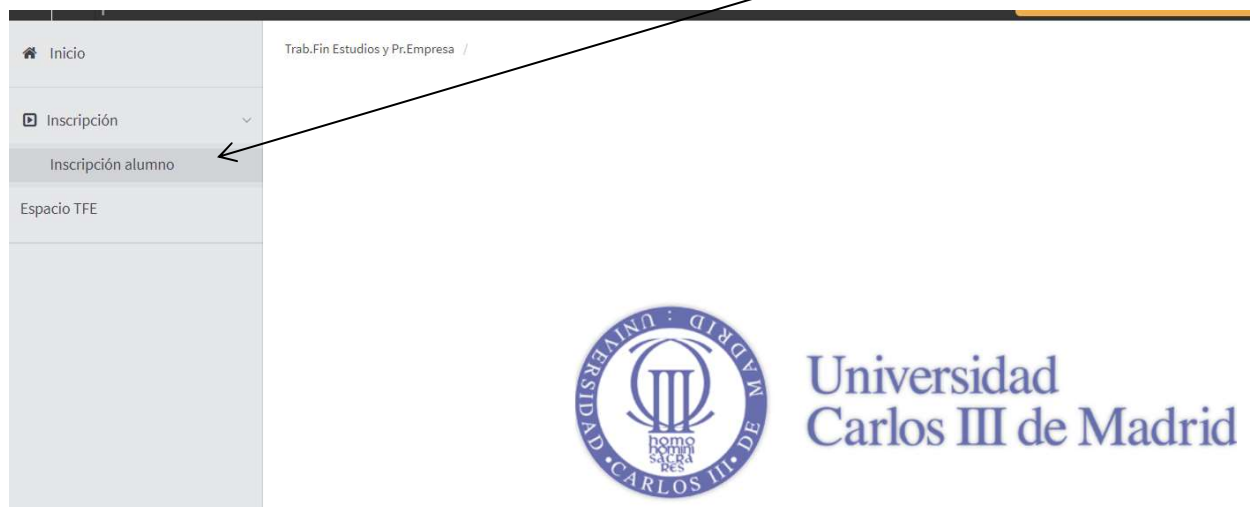 Inicio
Trab.Fin Estudios y Pr.Empresa /
Inscripción
Inscripción alumno
Espacio TFE
UNIVERSIDAD · CARLOS III · DE MADRID :
homo
homini
sacra
res
Universidad
Carlos III de Madrid